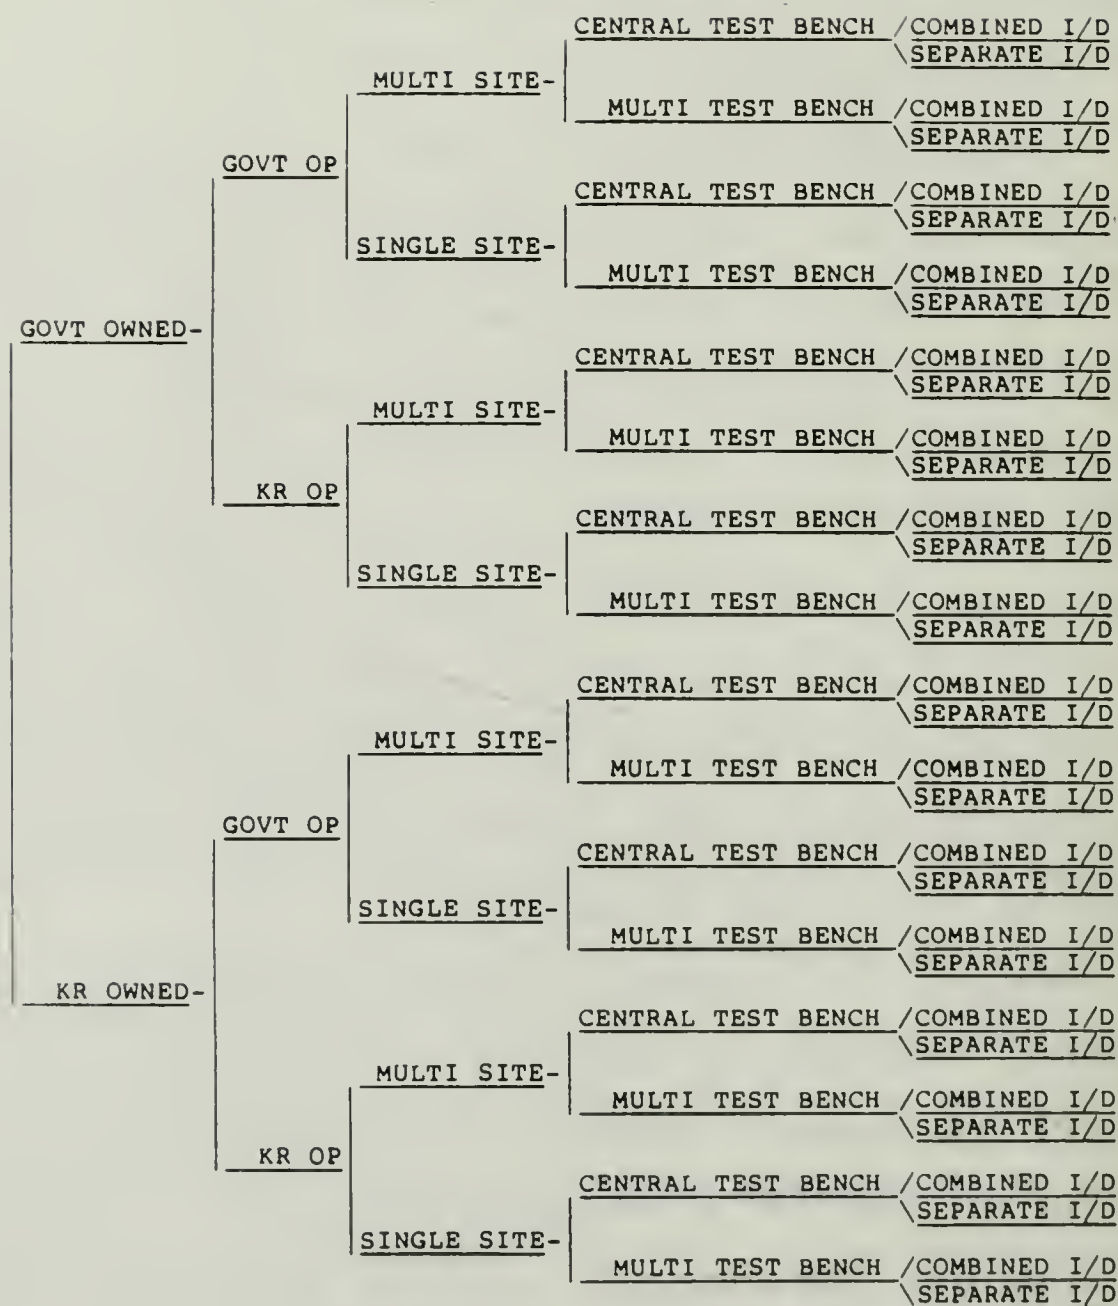 CENTRAL TEST BENCH /COMBINED I/D
\SEPARATE I/D
MULTI SITE-
MULTI TEST BENCH /COMBINED I/D
\SEPARATE I/D
GOVT OP
CENTRAL TEST BENCH /COMBINED I/D
\SEPARATE I/D
SINGLE SITE-
MULTI TEST BENCH /COMBINED I/D
\SEPARATE I/D
GOVT OWNED-
CENTRAL TEST BENCH /COMBINED I/D
\SEPARATE I/D
MULTI SITE-
MULTI TEST BENCH /COMBINED I/D
\SEPARATE I/D
KR OP
CENTRAL TEST BENCH /COMBINED I/D
\SEPARATE I/D
SINGLE SITE-
MULTI TEST BENCH /COMBINED I/D
\SEPARATE I/D
CENTRAL TEST BENCH /COMBINED I/D
\SEPARATE I/D
MULTI SITE-
MULTI TEST BENCH /COMBINED I/D
\SEPARATE I/D
GOVT OP
CENTRAL TEST BENCH /COMBINED I/D
\SEPARATE I/D
SINGLE SITE-
MULTI TEST BENCH /COMBINED I/D
\SEPARATE I/D
KR OWNED-
CENTRAL TEST BENCH /COMBINED I/D
\SEPARATE I/D
MULTI SITE-
MULTI TEST BENCH /COMBINED I/D
\SEPARATE I/D
KR OP
CENTRAL TEST BENCH /COMBINED I/D
\SEPARATE I/D
SINGLE SITE-
MULTI TEST BENCH /COMBINED I/D
\SEPARATE I/D